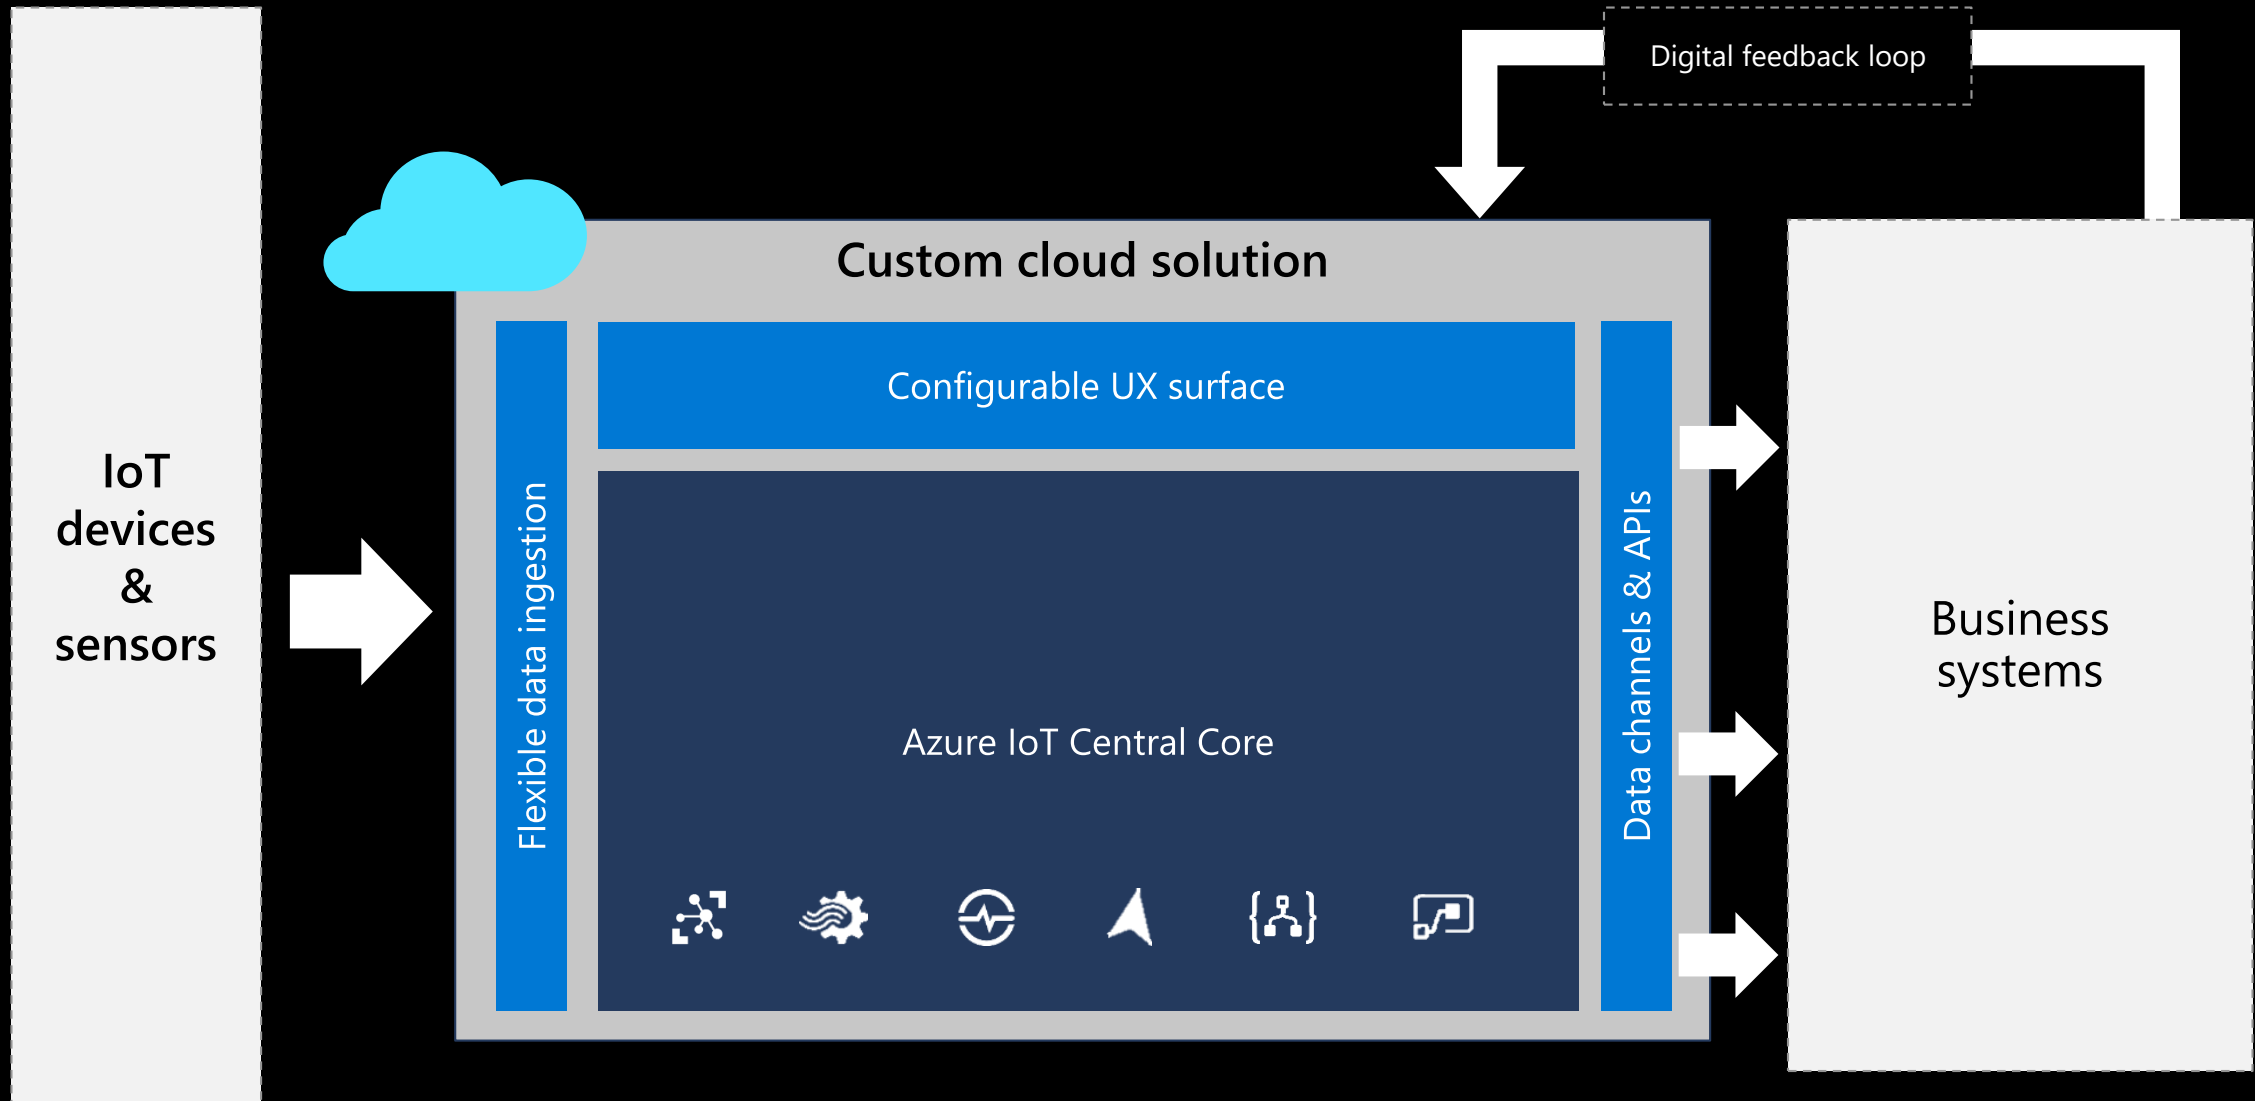 Digital feedback loop
Custom cloud solution
IoT
devices
&
sensors
Flexible data ingestion
Configurable UX surface
Azure IoT Central Core
Data channels & APIs
Business
systems